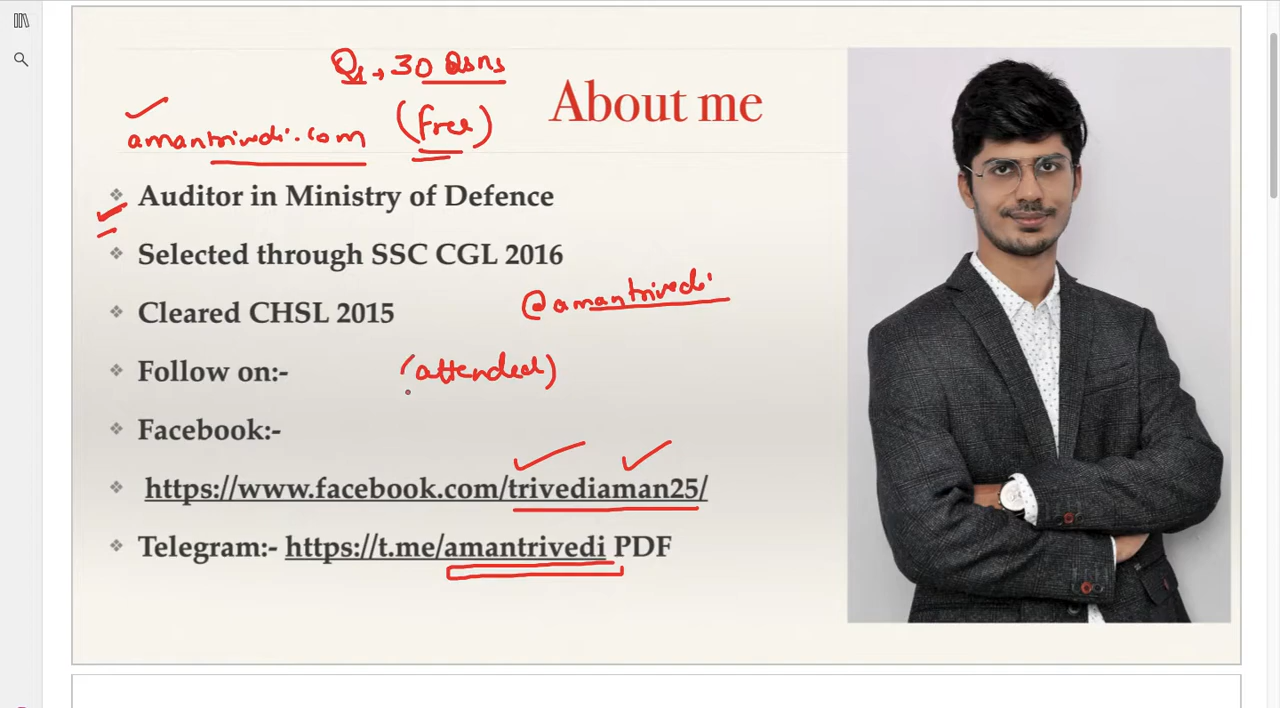 Qs → 30 Qsns
About me
amantrivedi.com (free)
Auditor in Ministry of Defence
Selected through SSC CGL 2016
@amantrivedi
Cleared CHSL 2015
Follow on:- (attended)
Facebook:-
https://www.facebook.com/trivediaman25/
Telegram:- https://t.me/amantrivedi PDF